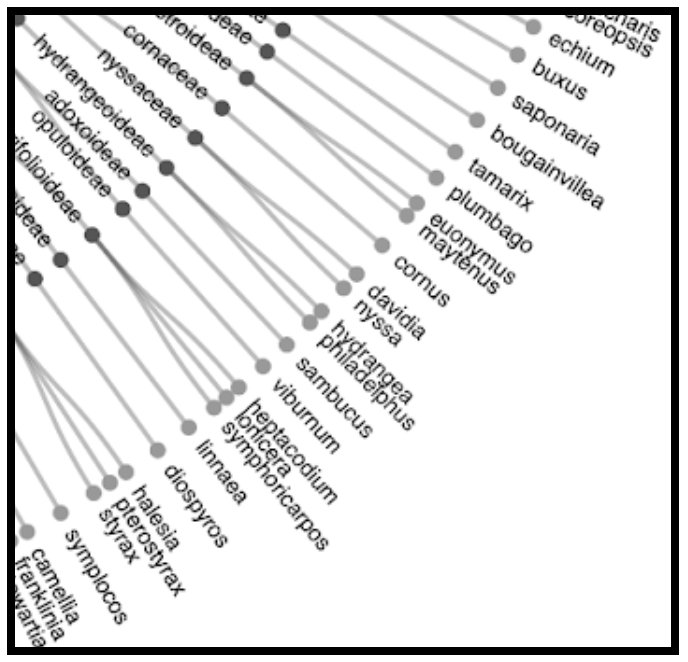 coreopsis
echium
buxus
saponaria
bougainvillea
tamarix
plumbago
euonymus
maytenus
cornus
davidia
nyssa
hydrangea
philadelphus
sambucus
viburnum
heptacodium
lonicera
symphoricarpos
linnaea
diospyros
halesia
pterostyrax
styrax
symplocos
camellia
franklinia
cornaceae
nyssaceae
hydrangeoideae
adoxoideae
opuloideae